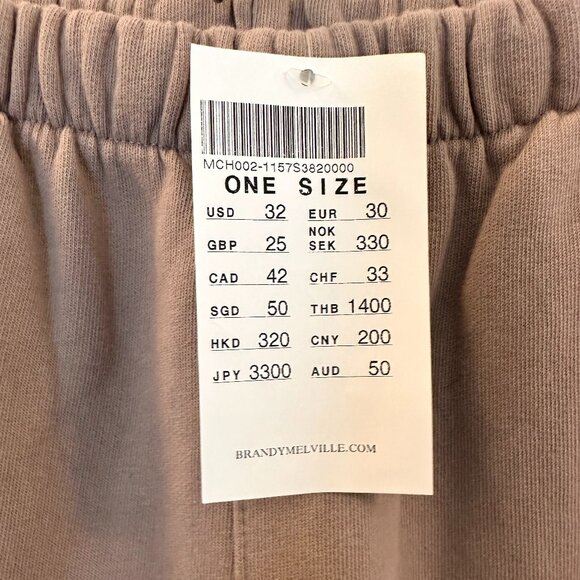 MCH002-1157S3820000
ONE SIZE
USD 32 EUR 30
GBP 25 NOK SEK 330
CAD 42 CHF 33
SGD 50 THB 1400
HKD 320 CNY 200
JPY 3300 AUD 50
BRANDYMELVILLE.COM